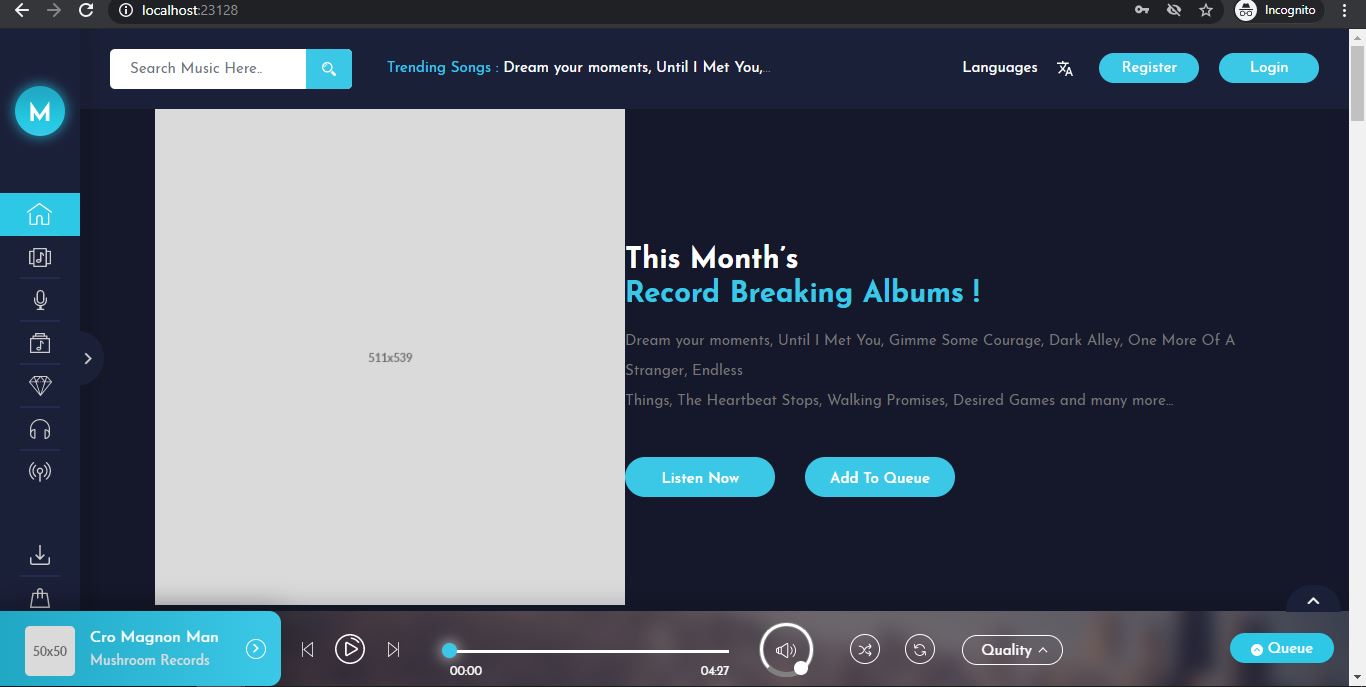 localhost:23128
Incognito
Search Music Here..
Trending Songs : Dream your moments, Until I Met You,...
Languages
Register
Login
M
511x539
This Month's
Record Breaking Albums !
Dream your moments, Until I Met You, Gimme Some Courage, Dark Alley, One More Of A
Stranger, Endless
Things, The Heartbeat Stops, Walking Promises, Desired Games and many more...
Listen Now
Add To Queue
50x50
Cro Magnon Man
Mushroom Records
00:00
04:27
Quality
Queue